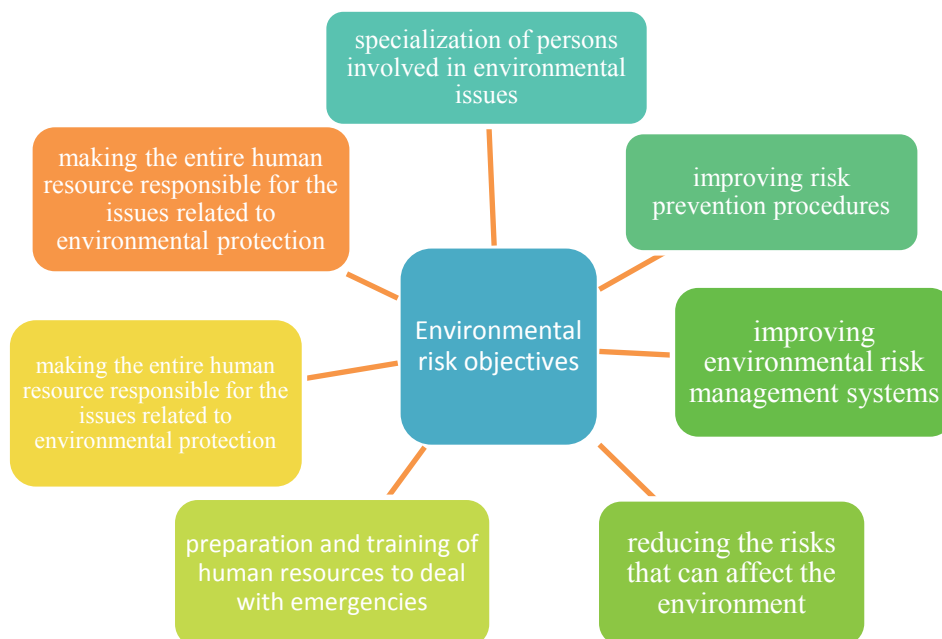 specialization of persons
involved in environmental
issues
making the entire human
resource responsible for the
issues related to
environmental protection
improving risk
prevention procedures
Environmental
risk objectives
improving
environmental risk
management systems
making the entire human
resource responsible for the
issues related to
environmental protection
preparation and training of
human resources to deal
with emergencies
reducing the risks
that can affect the
environment